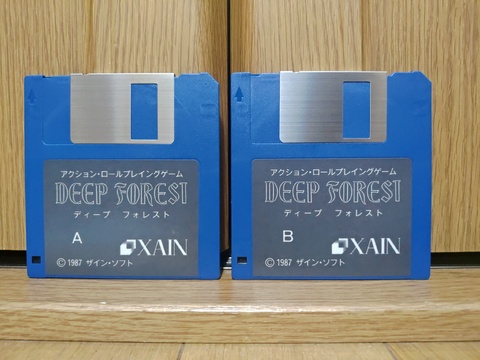 アクション・ロールプレイングゲーム
DEEP FOREST
ディープ フォレスト
A
XAIN
© 1987 ザイン・ソフト
アクション・ロールプレイングゲーム
DEEP FOREST
ディープ フォレスト
B
XAIN
© 1987 ザイン・ソフト